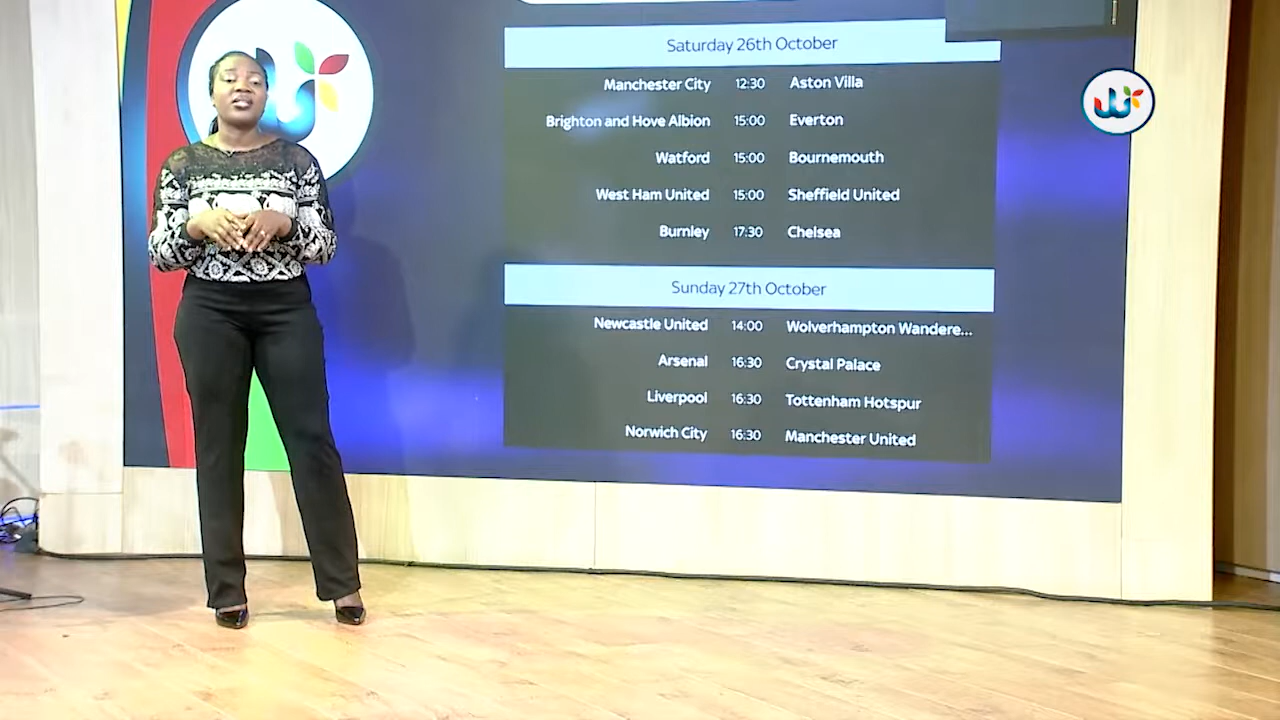 Saturday 26th October
Manchester City 12:30 Aston Villa
Brighton and Hove Albion 15:00 Everton
Watford 15:00 Bournemouth
West Ham United 15:00 Sheffield United
Burnley 17:30 Chelsea
Sunday 27th October
Newcastle United 14:00 Wolverhampton Wandere...
Arsenal 16:30 Crystal Palace
Liverpool 16:30 Tottenham Hotspur
Norwich City 16:30 Manchester United